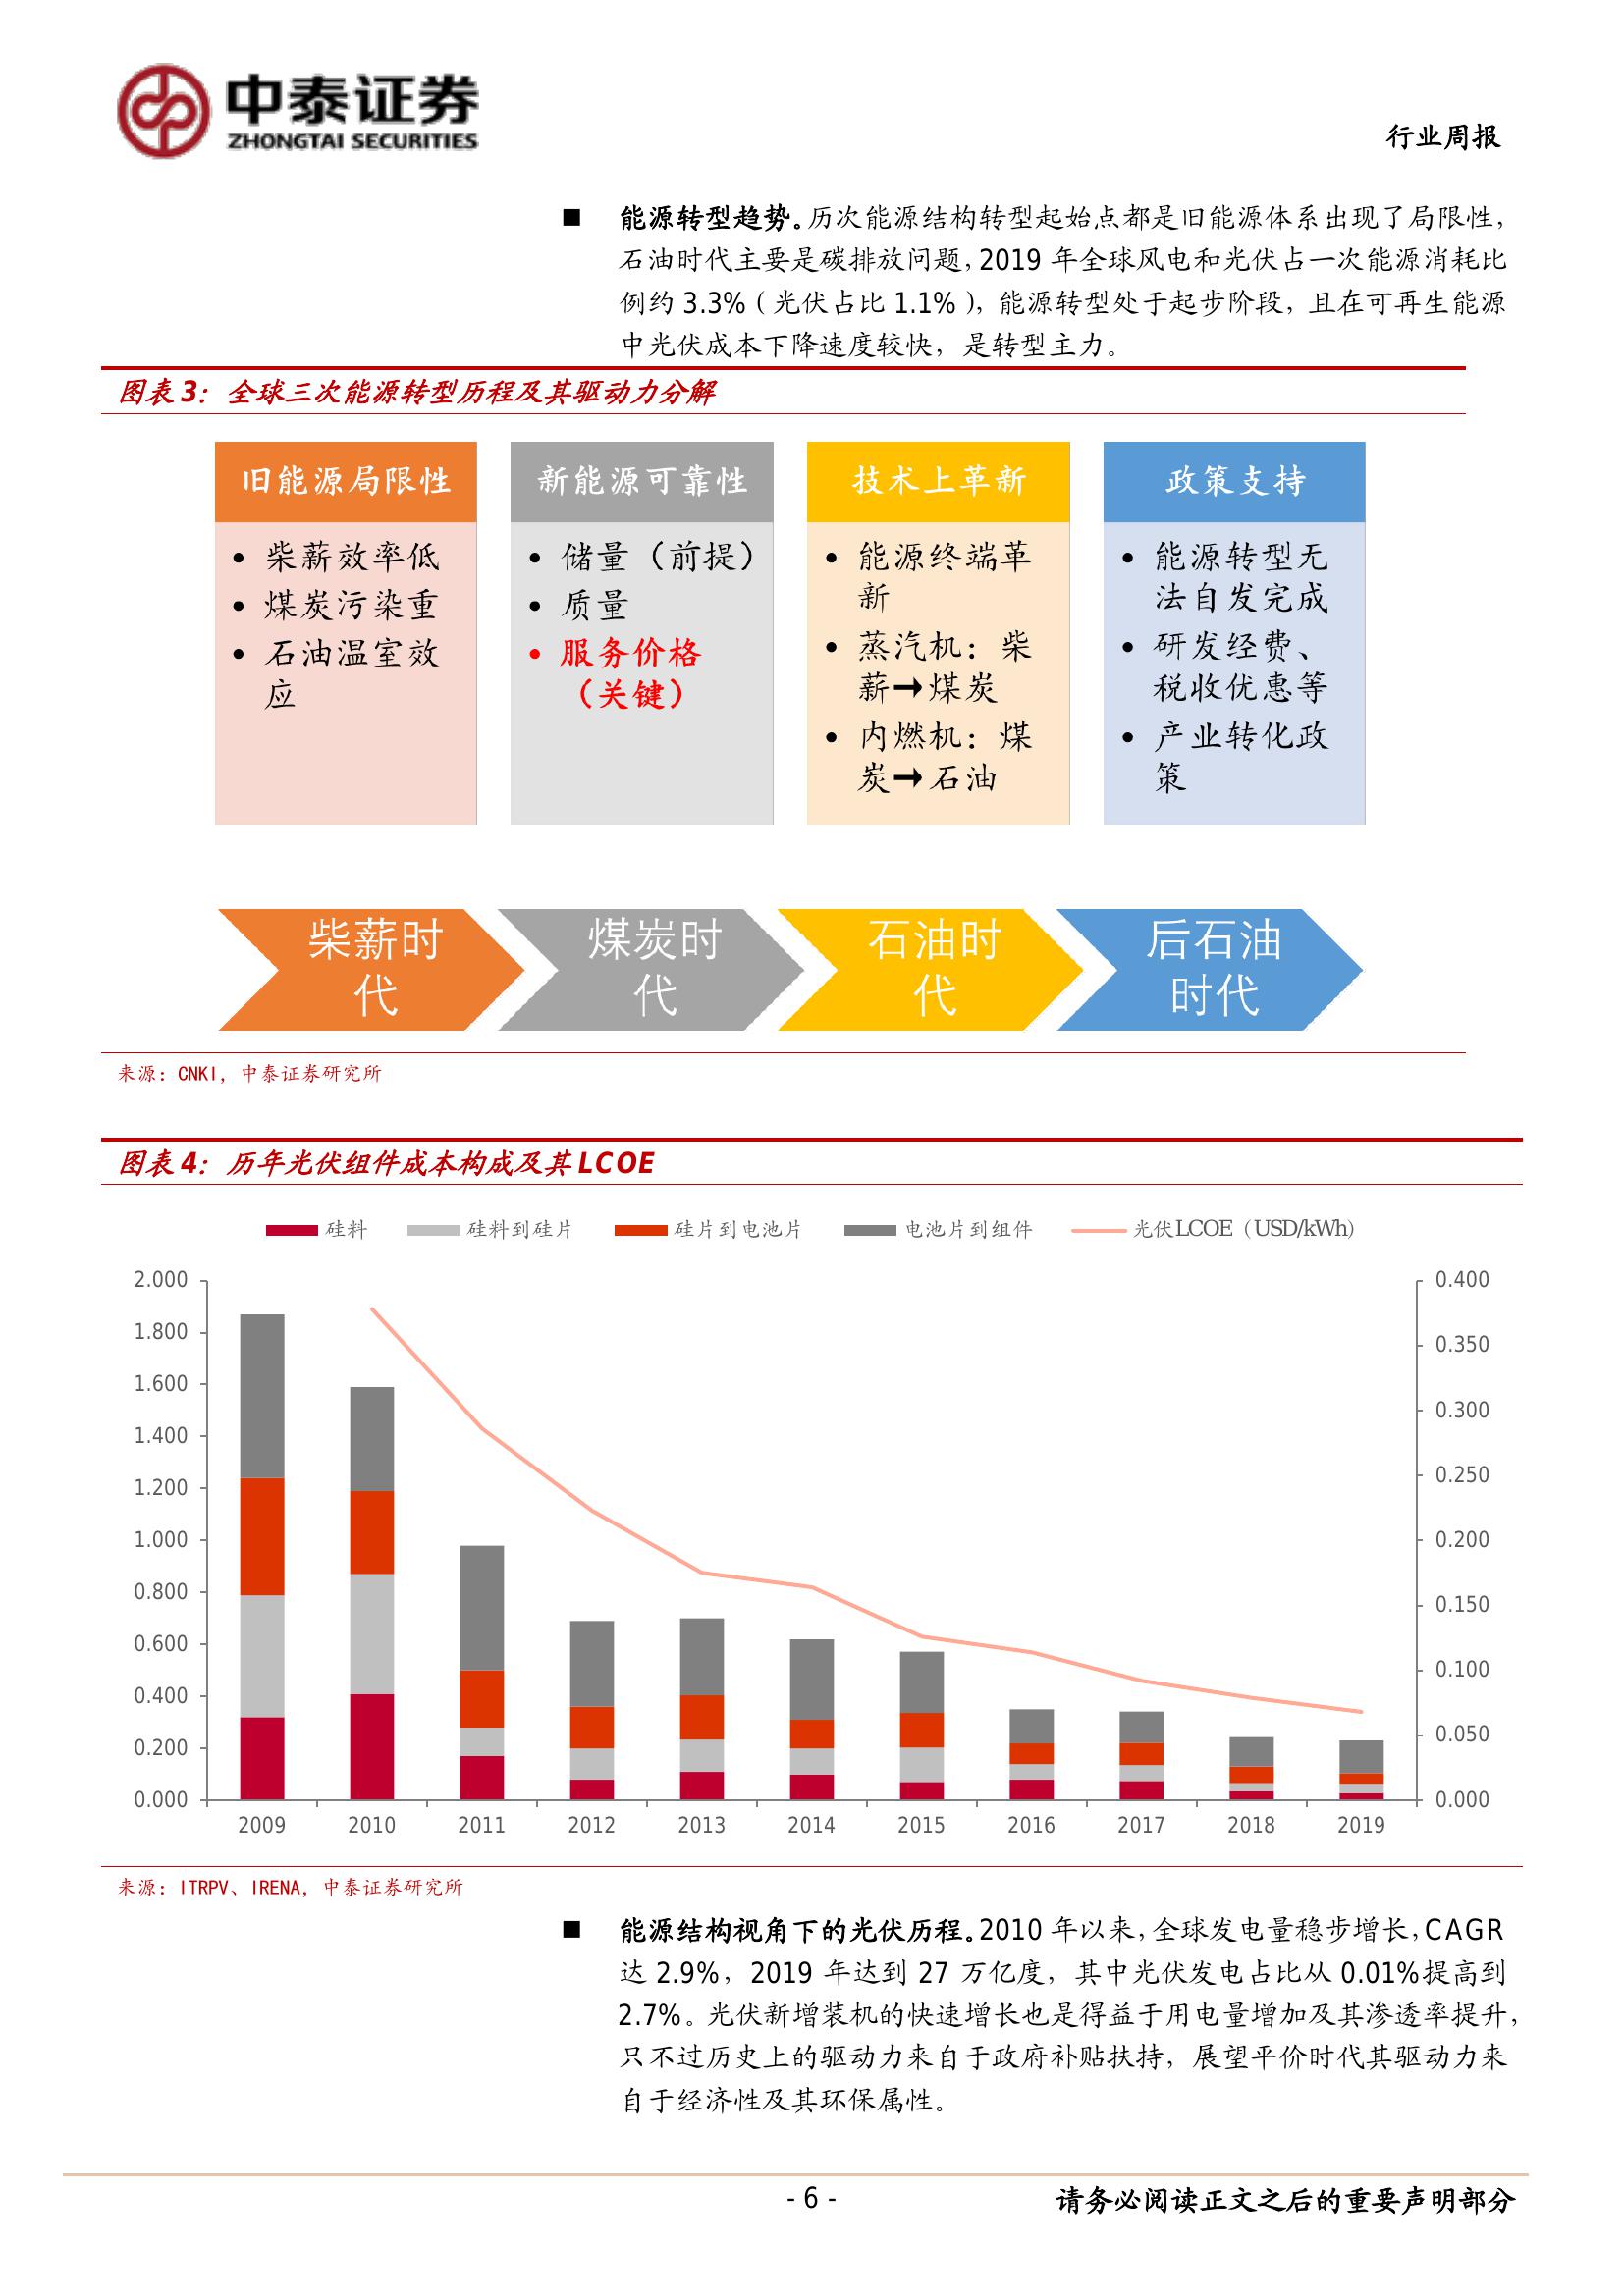 中泰证券
ZHONGTAI SECURITIES
行业周报
■ 能源转型趋势。历次能源结构转型起始点都是旧能源体系出现了局限性，
石油时代主要是碳排放问题，2019 年全球风电和光伏占一次能源消耗比
例约 3.3%（光伏占比 1.1%），能源转型处于起步阶段，且在可再生能源
中光伏成本下降速度较快，是转型主力。
图表 3：全球三次能源转型历程及其驱动力分解
旧能源局限性
• 柴薪效率低
• 煤炭污染重
• 石油温室效
应
新能源可靠性
• 储量（前提）
• 质量
• 服务价格
（关键）
技术上革新
• 能源终端革
新
• 蒸汽机：柴
薪→煤炭
• 内燃机：煤
炭→石油
政策支持
• 能源转型无
法自发完成
• 研发经费、
税收优惠等
• 产业转化政
策
柴薪时
代
煤炭时
代
石油时
代
后石油
时代
来源：CNKI，中泰证券研究所
图表 4：历年光伏组件成本构成及其 LCOE
硅料 硅料到硅片 硅片到电池片 电池片到组件 光伏LCOE（USD/kWh）
2.000 0.400
1.800 0.350
1.600 0.300
1.400 0.250
1.200 0.200
1.000 0.150
0.800 0.100
0.600 0.050
0.400 0.000
0.200
0.000
2009 2010 2011 2012 2013 2014 2015 2016 2017 2018 2019
来源：ITRPV、IRENA，中泰证券研究所
■ 能源结构视角下的光伏历程。2010 年以来，全球发电量稳步增长，CAGR
达 2.9%，2019 年达到 27 万亿度，其中光伏发电占比从 0.01%提高到
2.7%。光伏新增装机的快速增长也是得益于用电量增加及其渗透率提升，
只不过历史上的驱动力来自于政府补贴扶持，展望平价时代其驱动力来
自于经济性及其环保属性。
- 6 -
请务必阅读正文之后的重要声明部分